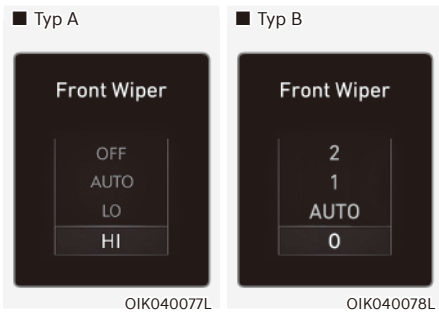 ■ Typ A
Front Wiper
OFF
AUTO
LO
HI
OIK040077L
■ Typ B
Front Wiper
2
1
AUTO
0
OIK040078L